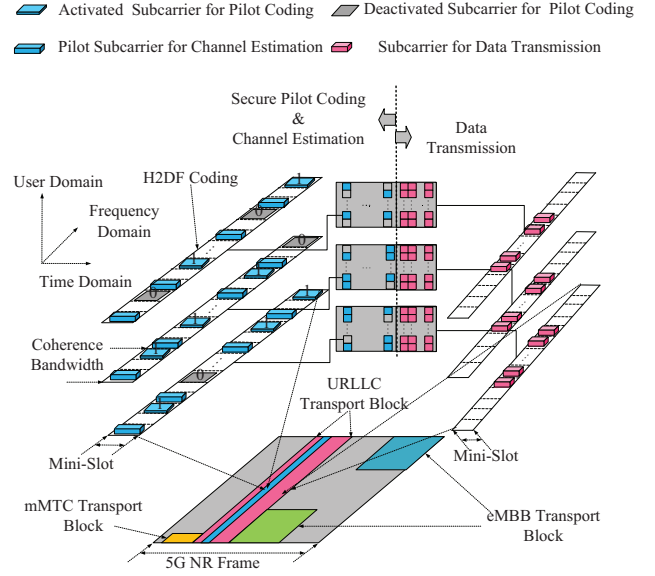 Activated Subcarrier for Pilot Coding
Deactivated Subcarrier for Pilot Coding
Pilot Subcarrier for Channel Estimation
Subcarrier for Data Transmission
Secure Pilot Coding
&
Channel Estimation
Data
Transmission
User Domain
H2DF Coding
Frequency
Domain
Time Domain
1
0
1
0
0
1
1
1
1
1
0
1
Coherence
Bandwidth
URLLC
Transport Block
Mini-Slot
Mini-Slot
mMTC Transport
Block
eMBB Transport
Block
5G NR Frame